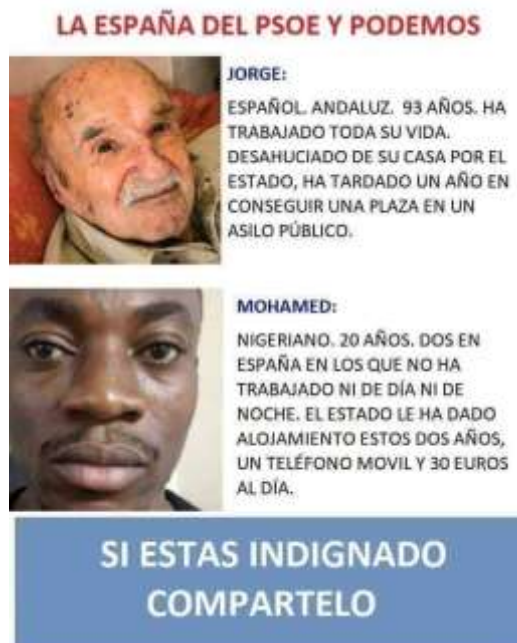 LA ESPAÑA DEL PSOE Y PODEMOS
JORGE:
ESPAÑOL. ANDALUZ. 93 AÑOS. HA
TRABAJADO TODA SU VIDA.
DESAHUCIADO DE SU CASA POR EL
ESTADO, HA TARDADO UN AÑO EN
CONSEGUIR UNA PLAZA EN UN
ASILO PÚBLICO.
MOHAMED:
NIGERIANO. 20 AÑOS. DOS EN
ESPAÑA EN LOS QUE NO HA
TRABAJADO NI DE DÍA NI DE
NOCHE. EL ESTADO LE HA DADO
ALOJAMIENTO ESTOS DOS AÑOS,
UN TELÉFONO MOVIL Y 30 EUROS
AL DÍA.
SI ESTAS INDIGNADO
COMPARTELO